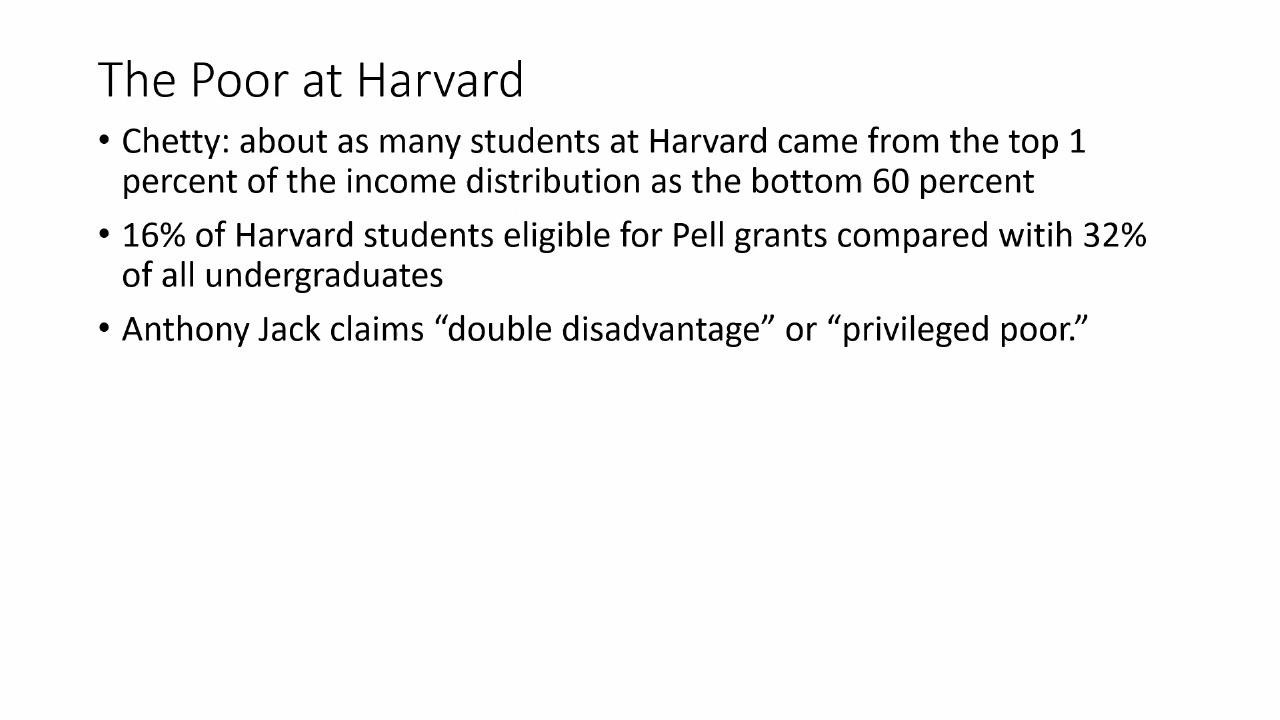 The Poor at Harvard
• Chetty: about as many students at Harvard came from the top 1
percent of the income distribution as the bottom 60 percent
• 16% of Harvard students eligible for Pell grants compared witih 32%
of all undergraduates
• Anthony Jack claims “double disadvantage” or “privileged poor.”